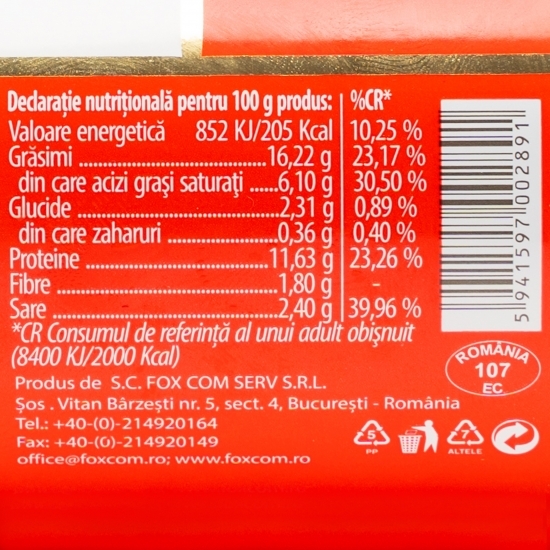 Declarație nutrițională pentru 100 g produs: %CR*
Valoare energetică 852 KJ/205 Kcal 10,25 %
Grăsimi ................................16,22 g 23,17 %
din care acizi grași saturați ......6,10 g 30,50 %
Glucide ................................2,31 g 0,89 %
din care zaharuri ...................0,36 g 0,40 %
Proteine ...............................11,63 g 23,26 %
Fibre ....................................1,80 g -
Sare .....................................2,40 g 39,96 %
*CR Consumul de referință al unui adult obișnuit
(8400 KJ/2000 Kcal)
Produs de S.C. FOX COM SERV S.R.L.
Șos . Vitan Bârzești nr. 5, sect. 4, București - România
Tel.: +40-(0)-214920164
Fax: +40-(0)-214920149
office@foxcom.ro; www.foxcom.ro
5 941597 002891
ROMÂNIA
107
EC
5
PP
7
ALTELE